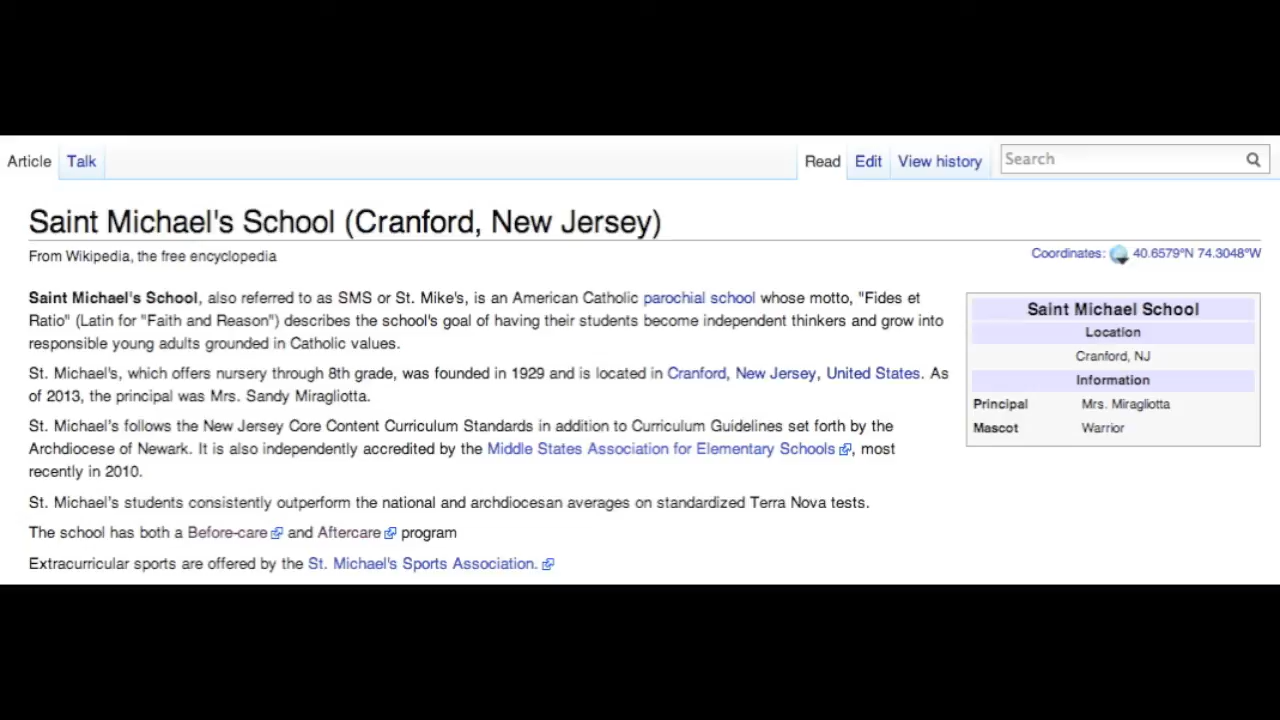 Article Talk Read Edit View history Search
Saint Michael's School (Cranford, New Jersey)
From Wikipedia, the free encyclopedia
Coordinates: 40.6579°N 74.3048°W
Saint Michael's School, also referred to as SMS or St. Mike's, is an American Catholic parochial school whose motto, "Fides et
Ratio" (Latin for "Faith and Reason") describes the school's goal of having their students become independent thinkers and grow into
responsible young adults grounded in Catholic values.
St. Michael's, which offers nursery through 8th grade, was founded in 1929 and is located in Cranford, New Jersey, United States. As
of 2013, the principal was Mrs. Sandy Miragliotta.
St. Michael's follows the New Jersey Core Content Curriculum Standards in addition to Curriculum Guidelines set forth by the
Archdiocese of Newark. It is also independently accredited by the Middle States Association for Elementary Schools, most
recently in 2010.
St. Michael's students consistently outperform the national and archdiocesan averages on standardized Terra Nova tests.
The school has both a Before-care and Aftercare program
Extracurricular sports are offered by the St. Michael's Sports Association.
Saint Michael School
Location
Cranford, NJ
Information
Principal Mrs. Miragliotta
Mascot Warrior